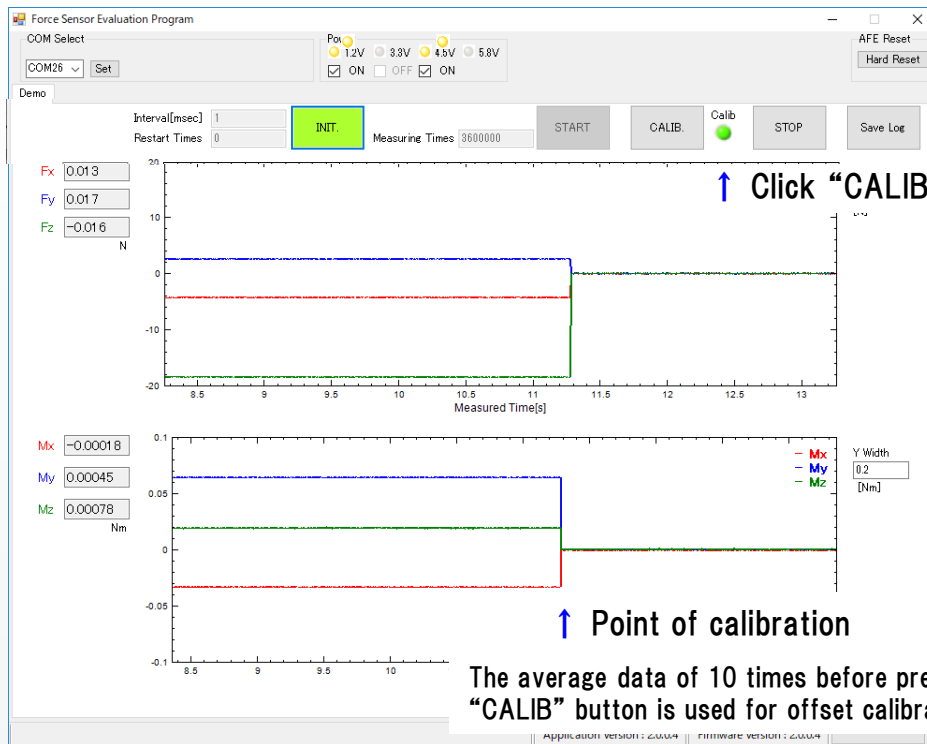 Force Sensor Evaluation Program
COM Select
AFE Reset
1.2V 3.3V 4.5V 5.8V
COM26 Set
ON OFF ON
Hard Reset
Demo
Interval[msec] 1
Restart Times 0
INIT.
Measuring Times 3600000
START
CALIB.
Calib
STOP
Save Log
Fx 0.013
Fy 0.017
Fz -0.016
N
↑ Click “CALIB
20
10
0
-10
-20
8.5 9 9.5 10 10.5 11 11.5 12 12.5 13
Measured Time[s]
Mx -0.00018
My 0.00045
Mz 0.00078
Nm
0.1
0.05
0
-0.05
-0.1
Mx
My
Mz
Y Width
0.2
[Nm]
8.5 9 9.5 10
↑ Point of calibration
The average data of 10 times before pre
“CALIB” button is used for offset calibra
Application Version : 2.0.0.4 Firmware Version : 2.0.0.4